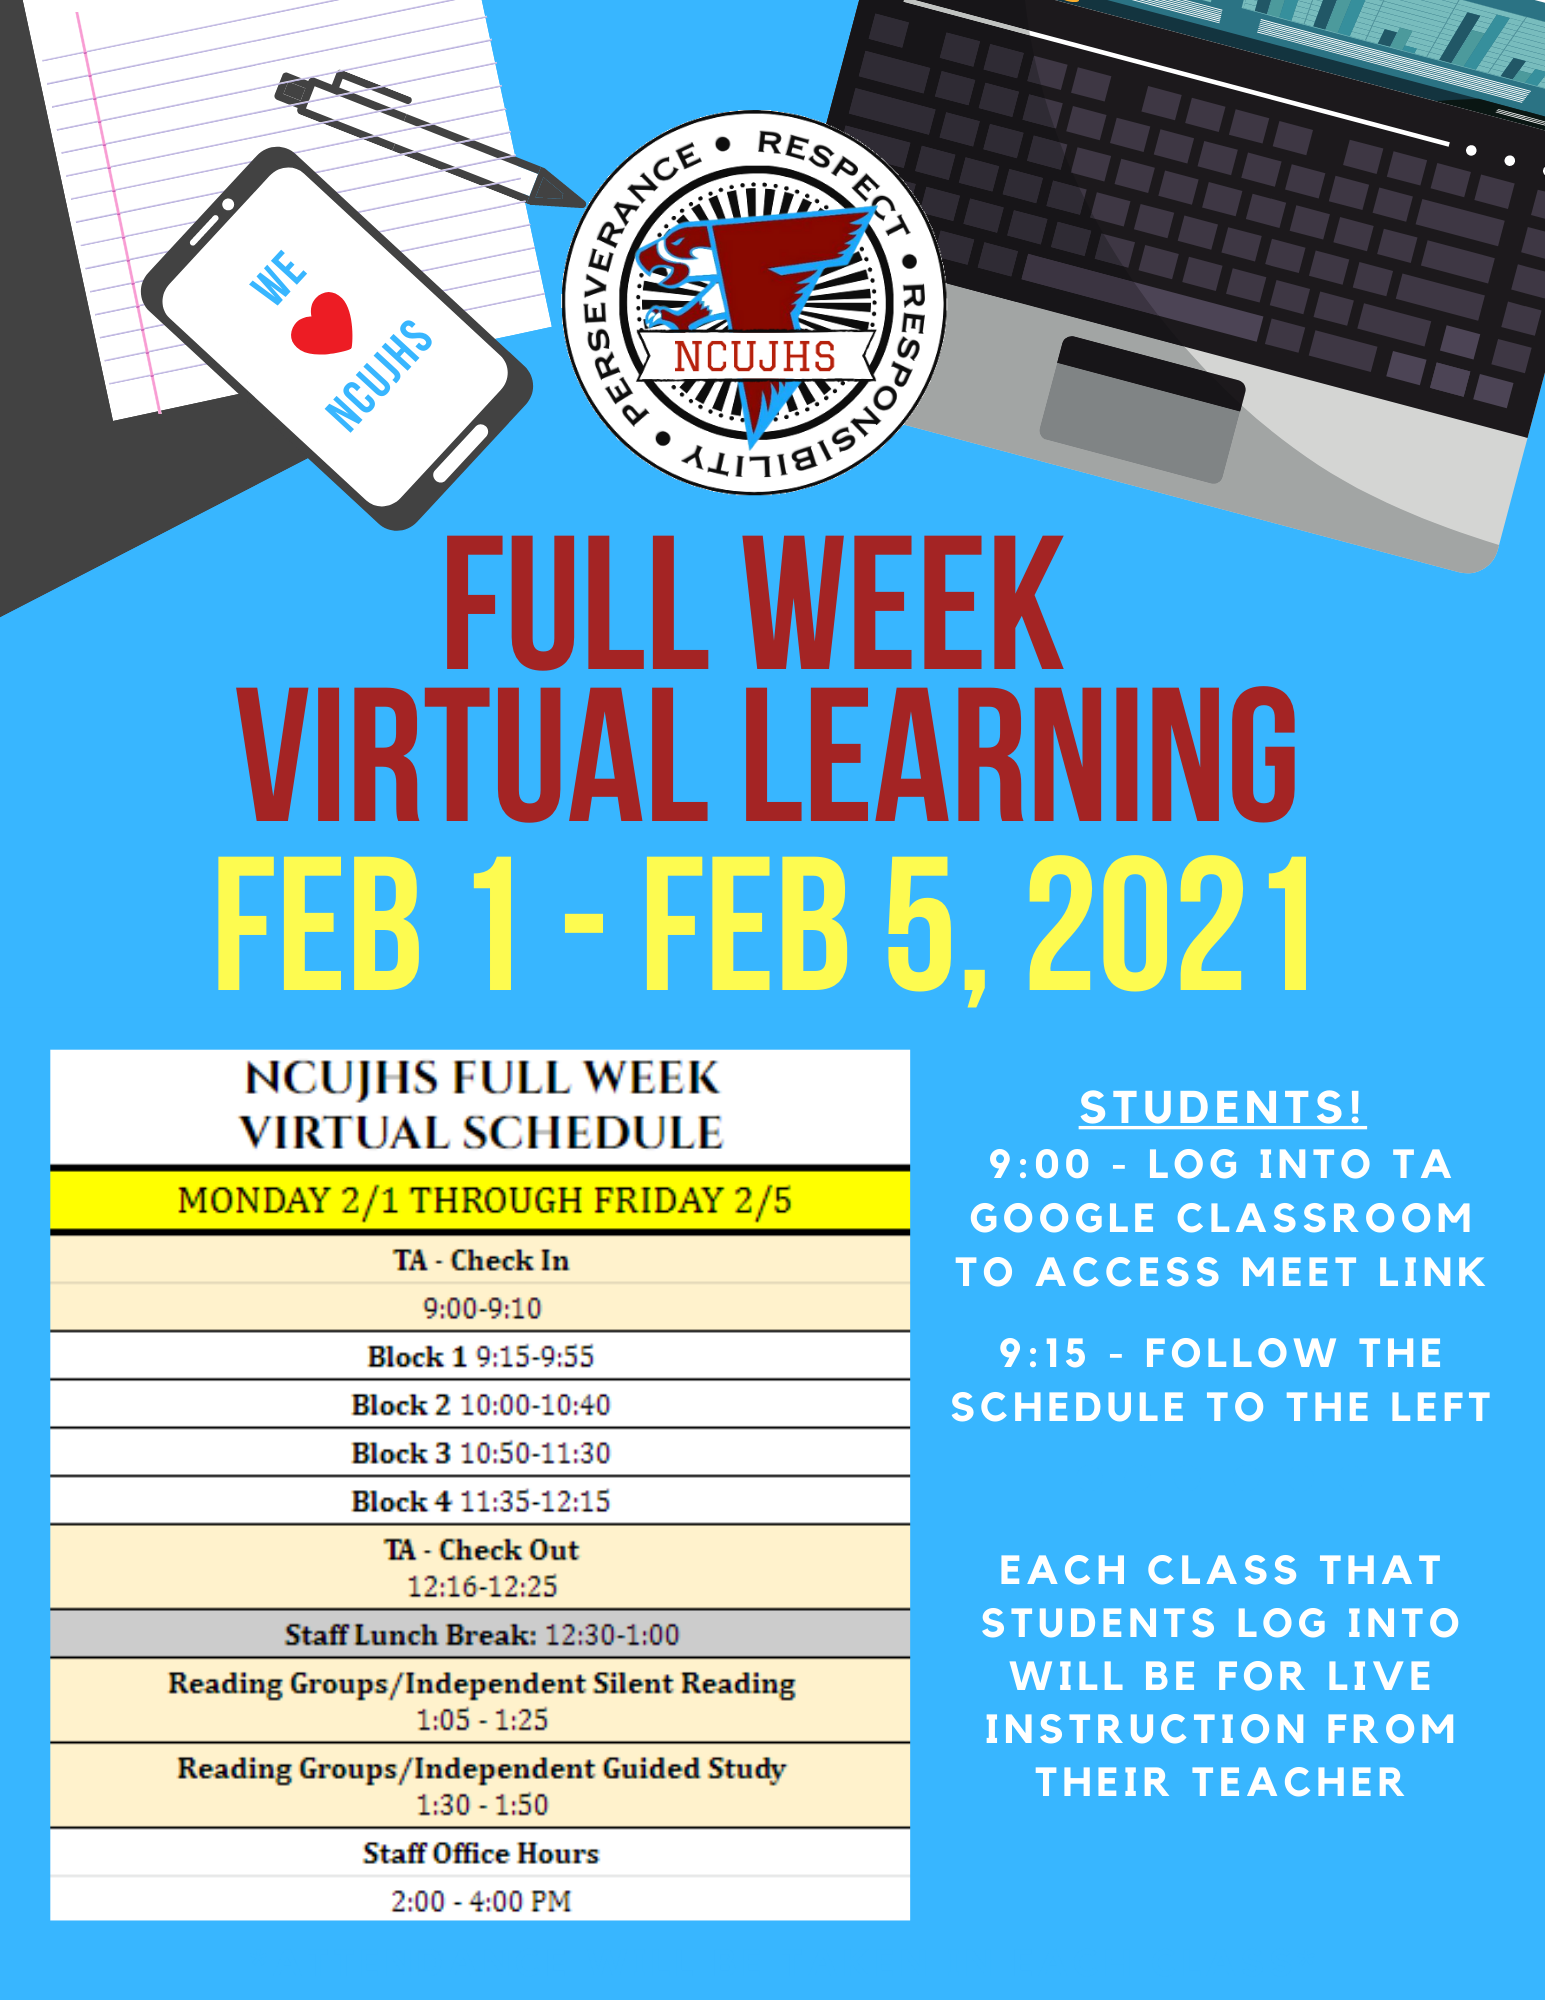 WE
NCUJHS
PERSEVERANCE • RESPECT • RESPONSIBILITY •
NCUJHS
FULL WEEK
VIRTUAL LEARNING
FEB 1 - FEB 5, 2021
NCUJHS FULL WEEK
VIRTUAL SCHEDULE
MONDAY 2/1 THROUGH FRIDAY 2/5
TA - Check In
9:00-9:10
Block 1 9:15-9:55
Block 2 10:00-10:40
Block 3 10:50-11:30
Block 4 11:35-12:15
TA - Check Out
12:16-12:25
Staff Lunch Break: 12:30-1:00
Reading Groups/Independent Silent Reading
1:05 - 1:25
Reading Groups/Independent Guided Study
1:30 - 1:50
Staff Office Hours
2:00 - 4:00 PM
STUDENTS!
9:00 - LOG INTO TA
GOOGLE CLASSROOM
TO ACCESS MEET LINK
9:15 - FOLLOW THE
SCHEDULE TO THE LEFT
EACH CLASS THAT
STUDENTS LOG INTO
WILL BE FOR LIVE
INSTRUCTION FROM
THEIR TEACHER